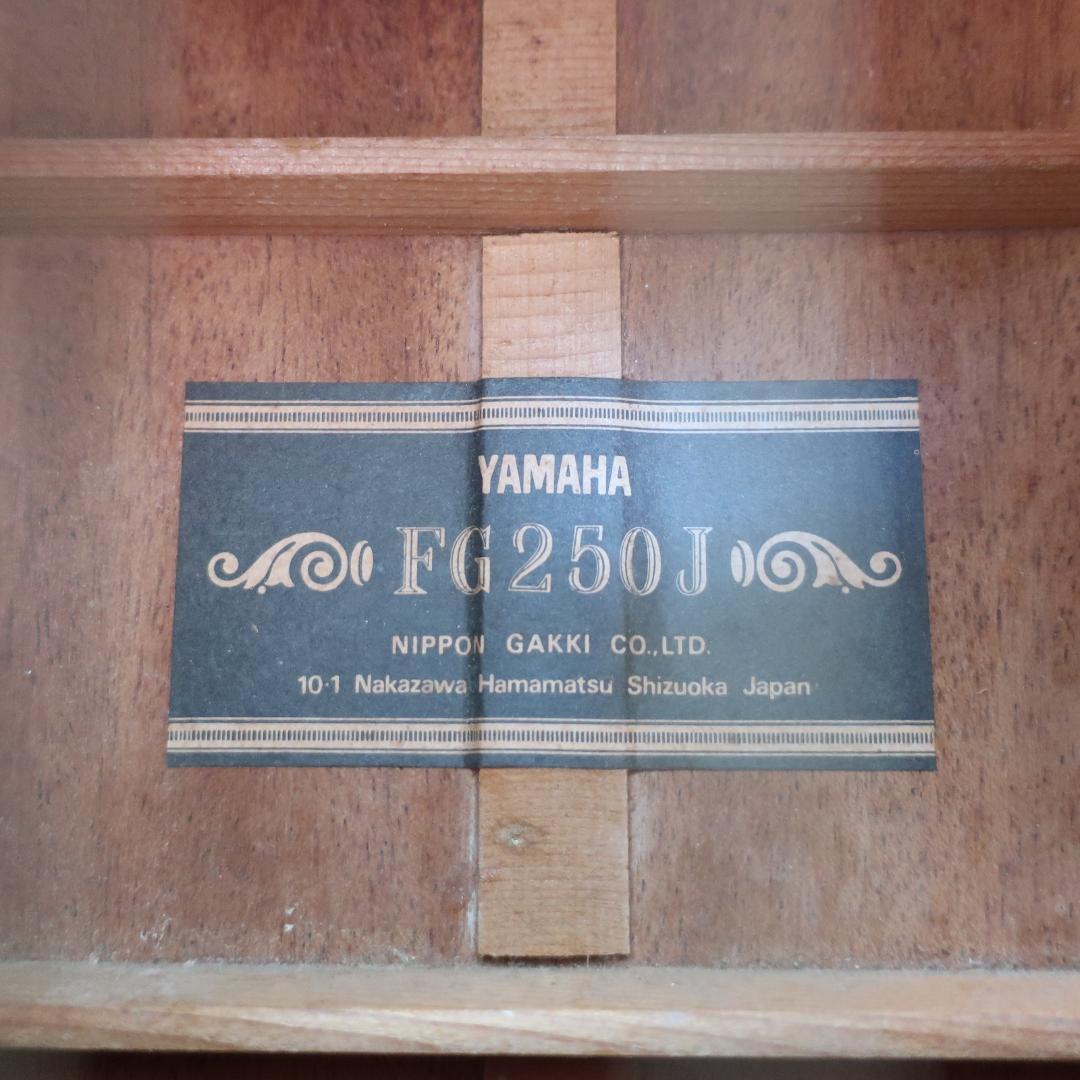 YAMAHA
FG250J
NIPPON GAKKI CO.,LTD.
10-1 Nakazawa Hamamatsu Shizuoka Japan